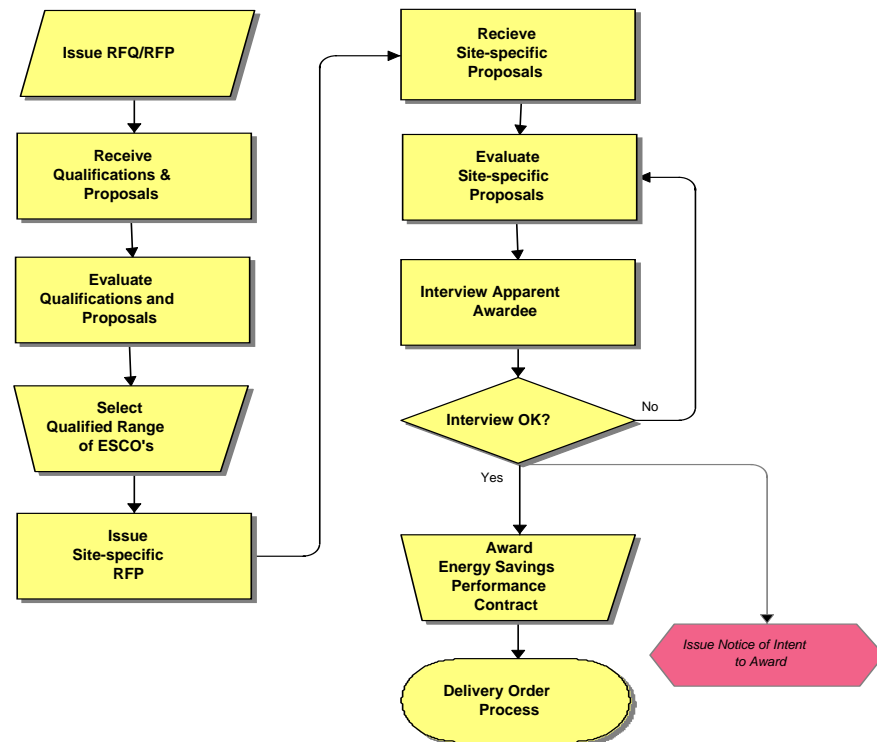 Issue RFQ/RFP
Receive
Qualifications &
Proposals
Evaluate
Qualifications and
Proposals
Select
Qualified Range
of ESCO's
Issue
Site-specific
RFP
Recieve
Site-specific
Proposals
Evaluate
Site-specific
Proposals
Interview Apparent
Awardee
Interview OK?
No
Yes
Award
Energy Savings
Performance
Contract
Issue Notice of Intent
to Award
Delivery Order
Process